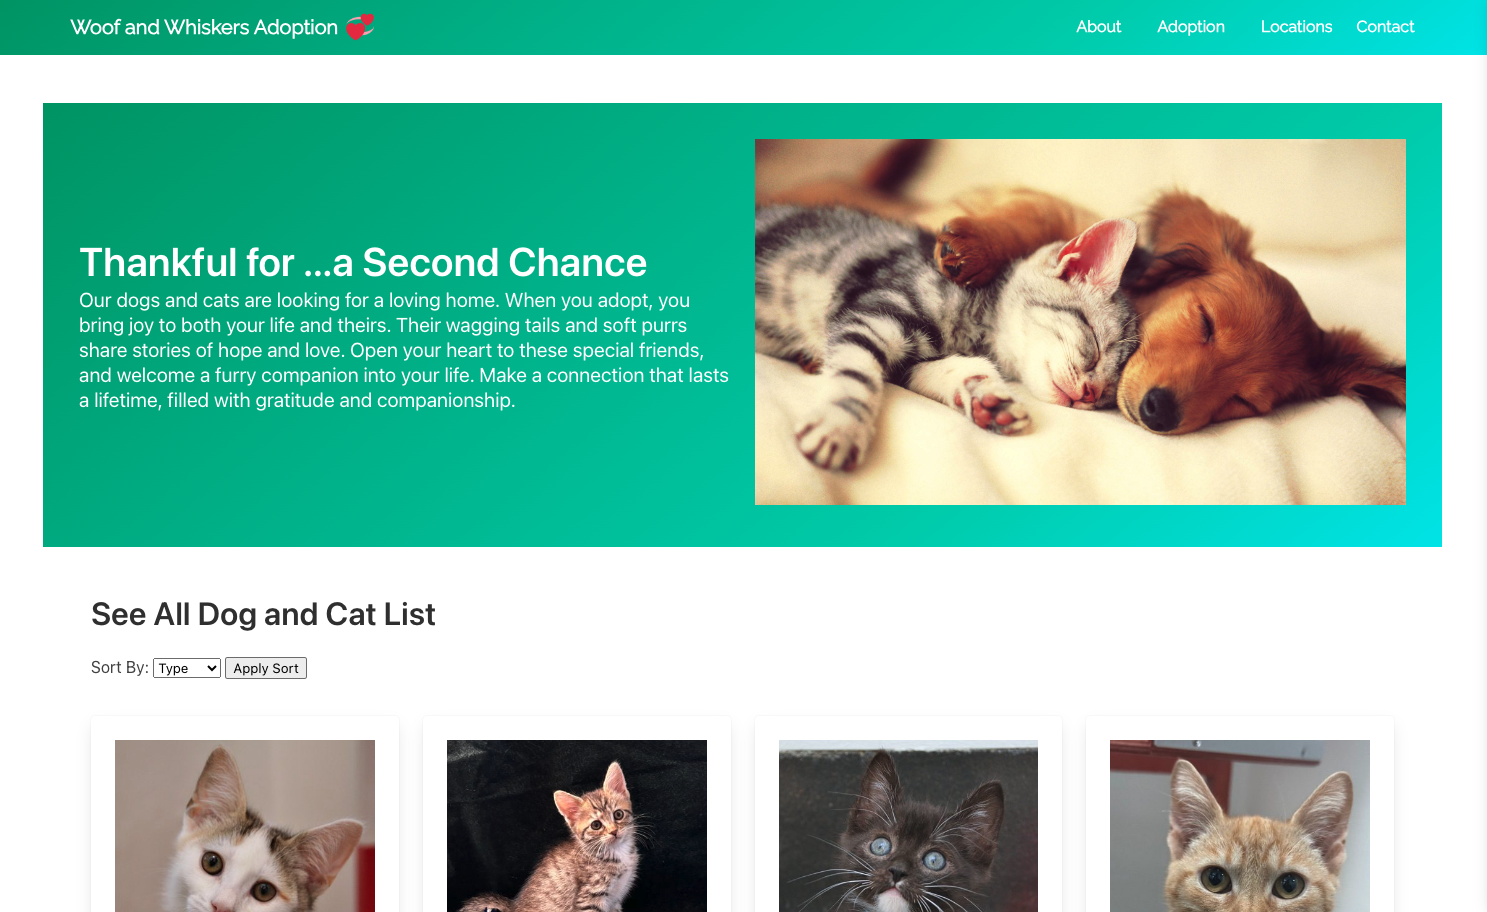 Woof and Whiskers Adoption 💞
About Adoption Locations Contact
Thankful for ...a Second Chance
Our dogs and cats are looking for a loving home. When you adopt, you
bring joy to both your life and theirs. Their wagging tails and soft purrs
share stories of hope and love. Open your heart to these special friends,
and welcome a furry companion into your life. Make a connection that lasts
a lifetime, filled with gratitude and companionship.
See All Dog and Cat List
Sort By: Type Apply Sort